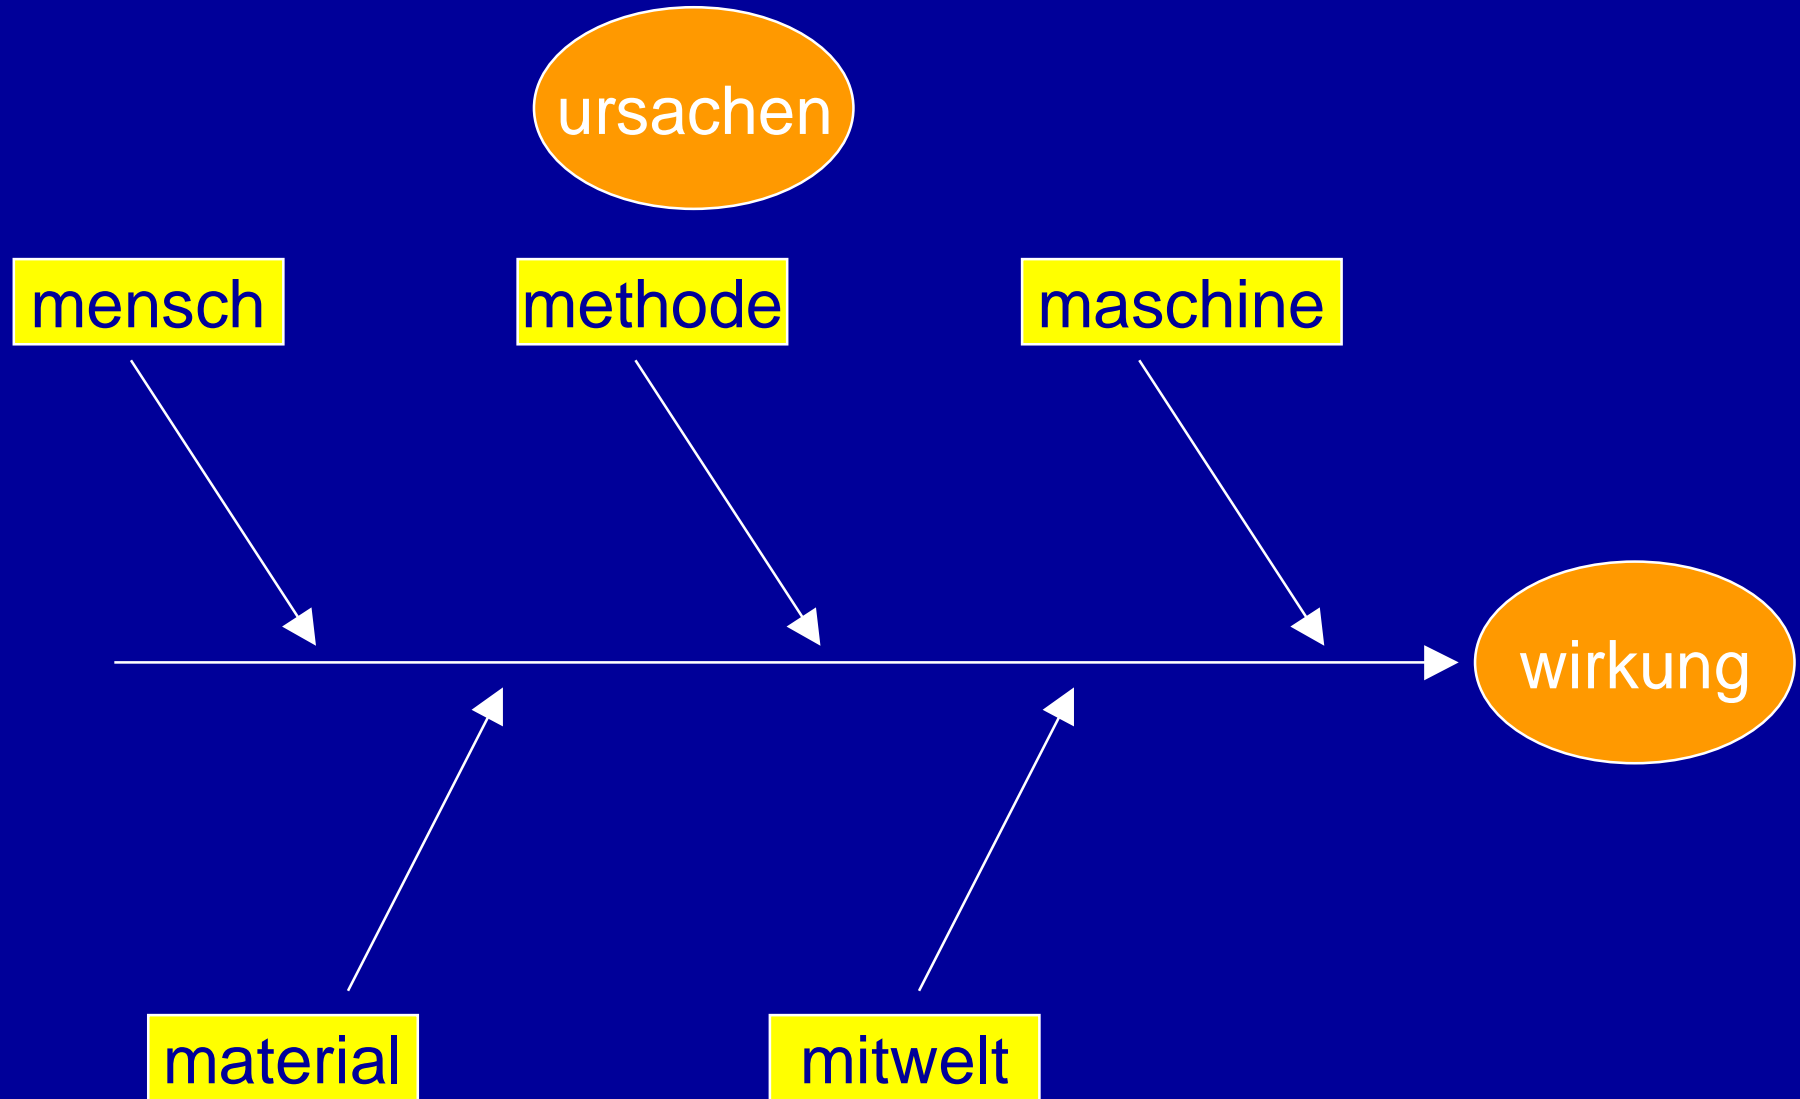 ursachen
mensch
methode
maschine
wirkung
material
mitwelt